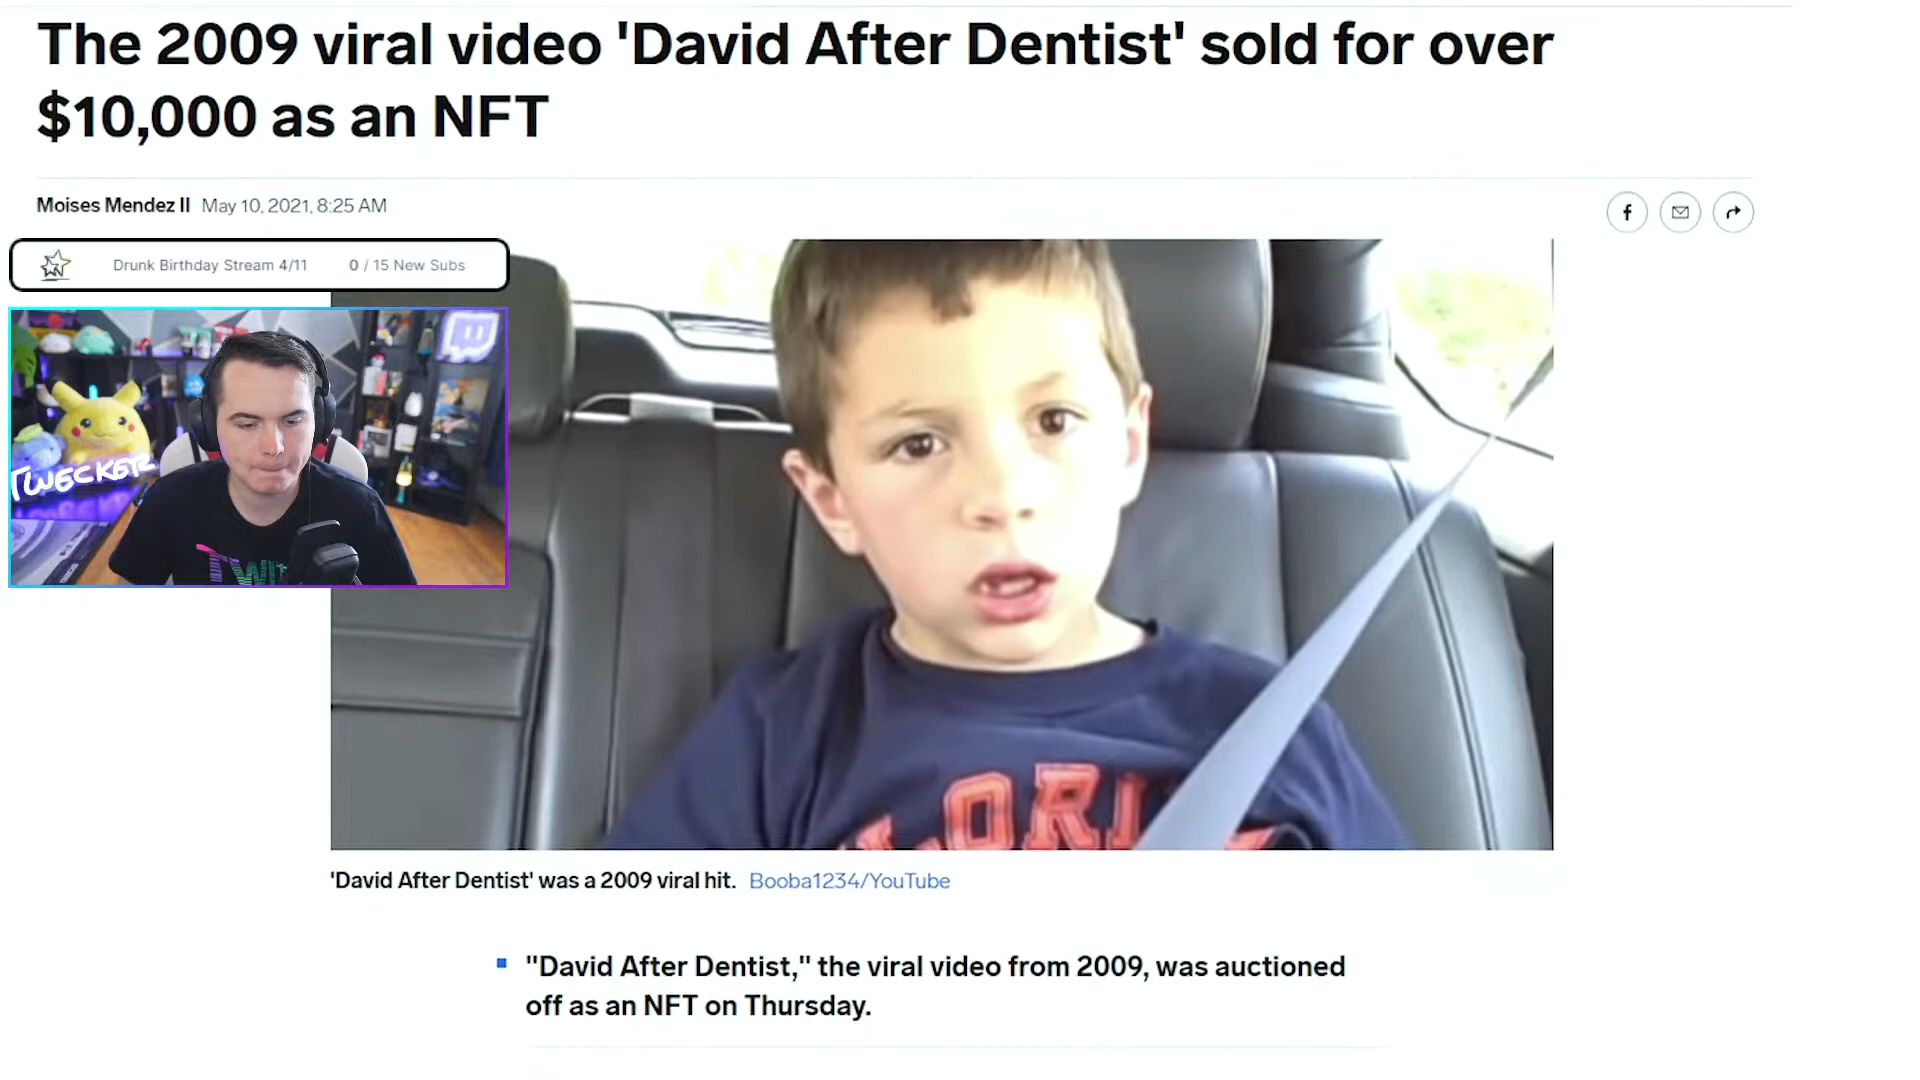 The 2009 viral video 'David After Dentist' sold for over
$10,000 as an NFT
Moises Mendez II May 10, 2021, 8:25 AM
Drunk Birthday Stream 4/11 0 / 15 New Subs
TWECKER
LORI
'David After Dentist' was a 2009 viral hit. Booba1234/YouTube
"David After Dentist," the viral video from 2009, was auctioned
off as an NFT on Thursday.